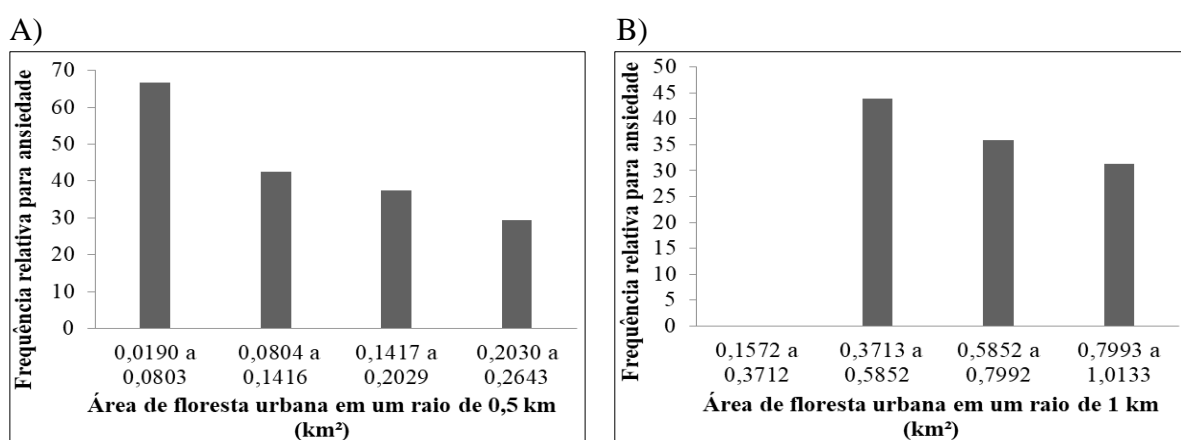 A)
Frequência relativa para ansiedade
70
60
50
40
30
20
10
0
0,0190 a 0,0804 a 0,1417 a 0,2030 a
0,0803 0,1416 0,2029 0,2643
Área de floresta urbana em um raio de 0,5 km
(km²)
B)
Frequência relativa para ansiedade
50
45
40
35
30
25
20
15
10
5
0
0,1572 a 0,3713 a 0,5852 a 0,7993 a
0,3712 0,5852 0,7992 1,0133
Área de floresta urbana em um raio de 1 km
(km²)